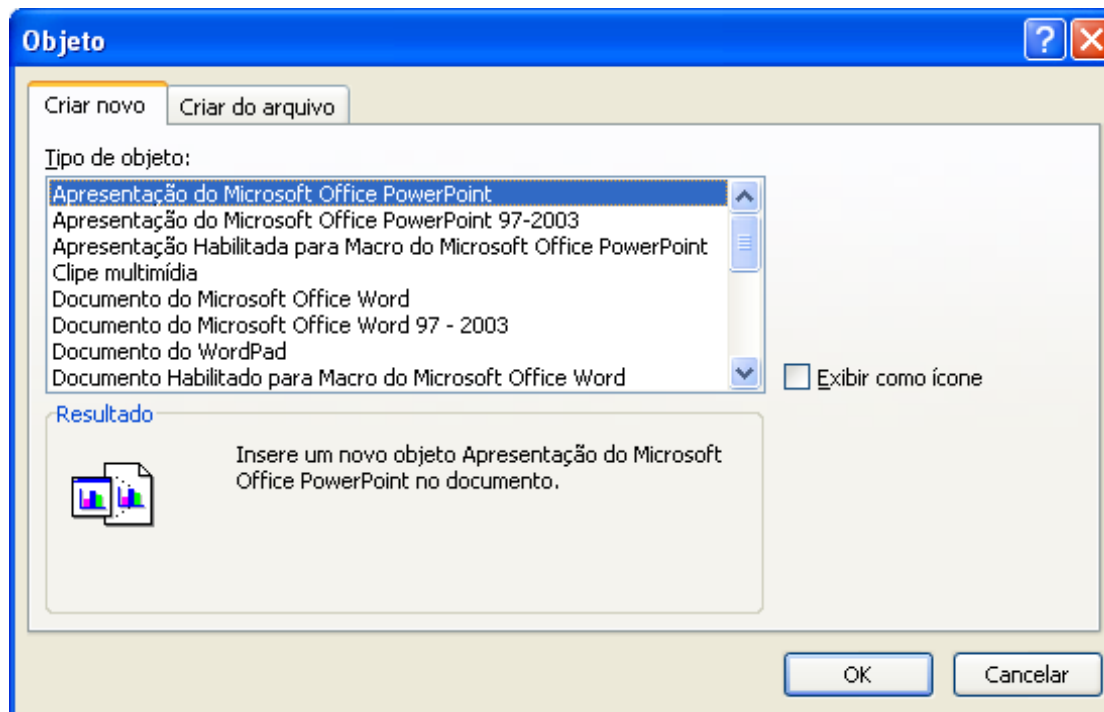 Objeto
Criar novo
Criar do arquivo
Tipo de objeto:
Apresentação do Microsoft Office PowerPoint
Apresentação do Microsoft Office PowerPoint 97-2003
Apresentação Habilitada para Macro do Microsoft Office PowerPoint
Clipe multimídia
Documento do Microsoft Office Word
Documento do Microsoft Office Word 97 - 2003
Documento do WordPad
Documento Habilitado para Macro do Microsoft Office Word
Exibir como ícone
Resultado
Insere um novo objeto Apresentação do Microsoft
Office PowerPoint no documento.
OK
Cancelar